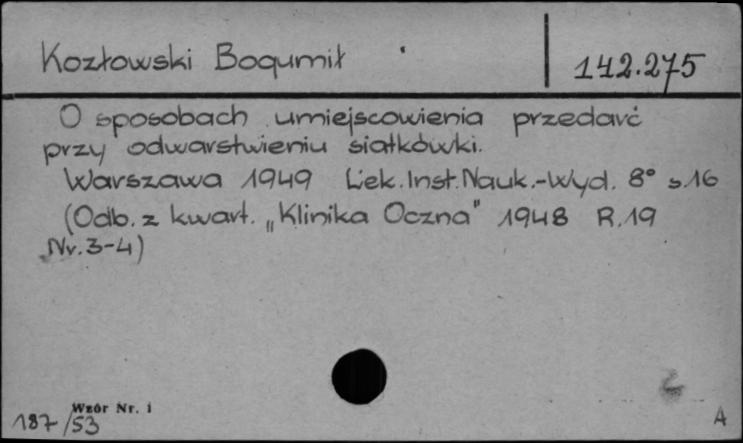 Kozłowski Bogumił
142.275
O sposobach umiejscowienia przedarć
przy odwarstwieniu siatkówki.
Warszawa 1949 Lek. Inst. Nauk.-Wyd. 8° s.16
(Odb. z kwart. „Klinika Oczna" 1948 R.19
Nr. 3-4)
Wzór Nr. 1
187/53
A